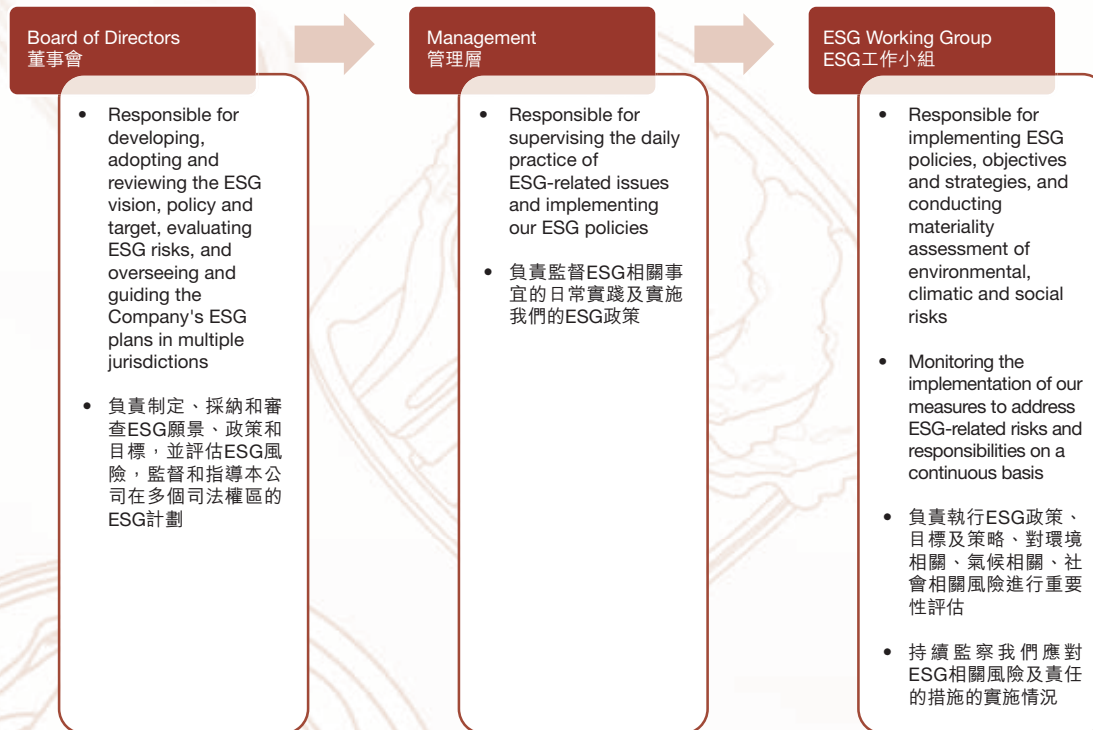 Board of Directors
董事會
Responsible for
developing,
adopting and
reviewing the ESG
vision, policy and
target, evaluating
ESG risks, and
overseeing and
guiding the
Company's ESG
plans in multiple
jurisdictions
負責制定、採納和審
查ESG願景、政策和
目標，並評估ESG風
險，監督和指導本公
司在多個司法權區的
ESG計劃
Management
管理層
Responsible for
supervising the daily
practice of
ESG-related issues
and implementing
our ESG policies
負責監督ESG相關事
宜的日常實踐及實施
我們的ESG政策
ESG Working Group
ESG工作小組
Responsible for
implementing ESG
policies, objectives
and strategies, and
conducting
materiality
assessment of
environmental,
climatic and social
risks
Monitoring the
implementation of our
measures to address
ESG-related risks and
responsibilities on a
continuous basis
負責執行ESG政策、
目標及策略、對環境
相關、氣候相關、社
會相關風險進行重要
性評估
持續監察我們應對
ESG相關風險及責任
的措施的實施情況